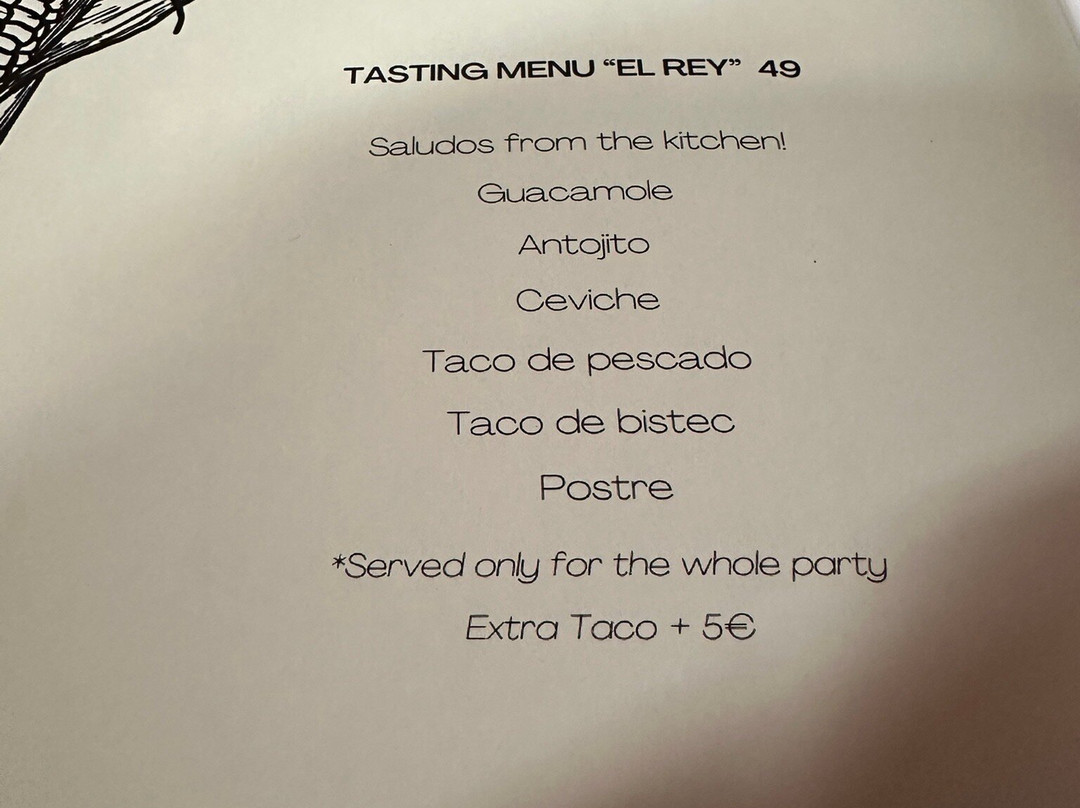 TASTING MENU “EL REY” 49
Saludos from the kitchen!
Guacamole
Antojito
Ceviche
Taco de pescado
Taco de bistec
Postre
*Served only for the whole party
Extra Taco + 5€